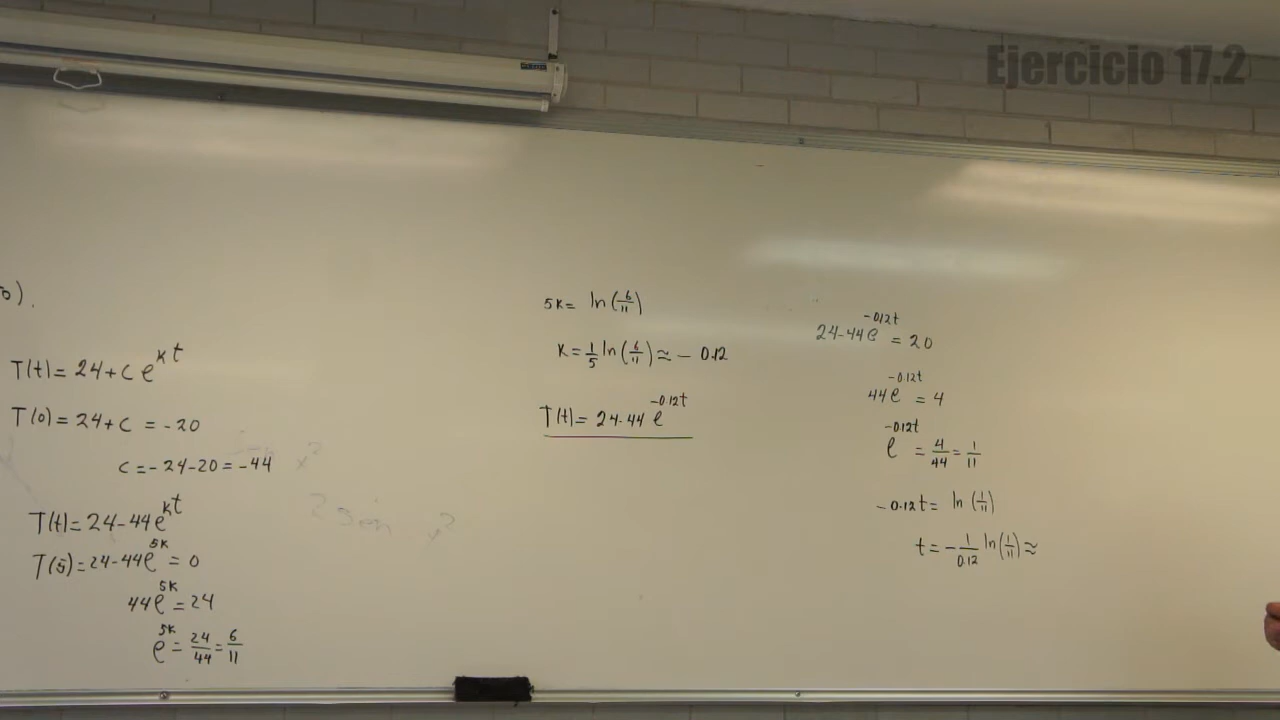 Ejercicio 17.2
o).
T(t) = 24 + c e^{kt}
T(0) = 24 + c = -20
c = -24 - 20 = -44
T(t) = 24 - 44e^{kt}
T(5) = 24 - 44e^{5k} = 0
44e^{5k} = 24
e^{5k} = 24/44 = 6/11
5k = ln(6/11)
k = 1/5 ln(6/11) ≈ - 0.12
T(t) = 24 - 44 e^{-0.12t}
24 - 44e^{-0.12t} = 20
44e^{-0.12t} = 4
e^{-0.12t} = 4/44 = 1/11
-0.12t = ln(1/11)
t = -1/0.12 ln(1/11) ≈